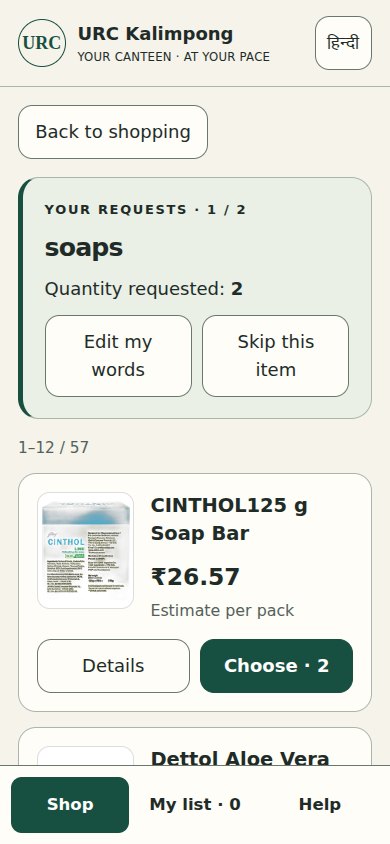 URC
URC Kalimpong
YOUR CANTEEN · AT YOUR PACE
हिन्दी
Back to shopping
YOUR REQUESTS · 1 / 2
soaps
Quantity requested: 2
Edit my
words
Skip this
item
1–12 / 57
CINTHOL
CINTHOL125 g
Soap Bar
₹26.57
Estimate per pack
Details
Choose · 2
Dettol Aloe Vera
Shop
My list · 0
Help